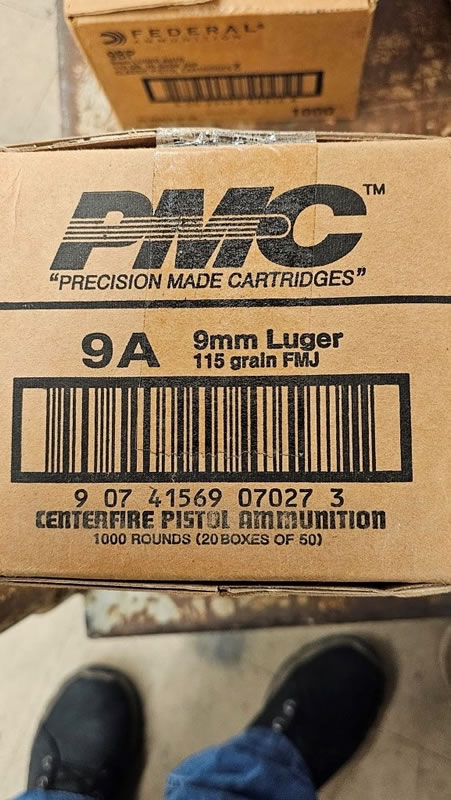 FEDERAL
AMMUNITION
1000
PMC™
"PRECISION MADE CARTRIDGES"
9A 9mm Luger
115 grain FMJ
9 07 41569 07027 3
CENTERFIRE PISTOL AMMUNITION
1000 ROUNDS (20 BOXES OF 50)